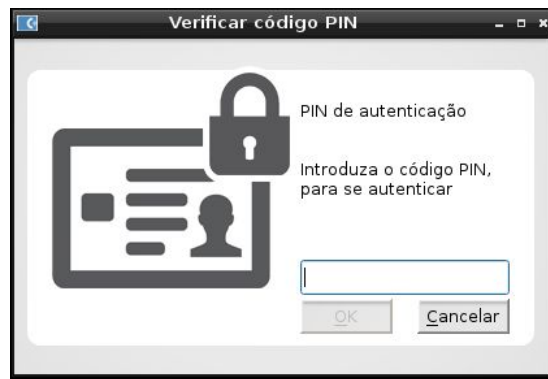 Verificar código PIN
PIN de autenticação
Introduza o código PIN,
para se autenticar
OK
Cancelar